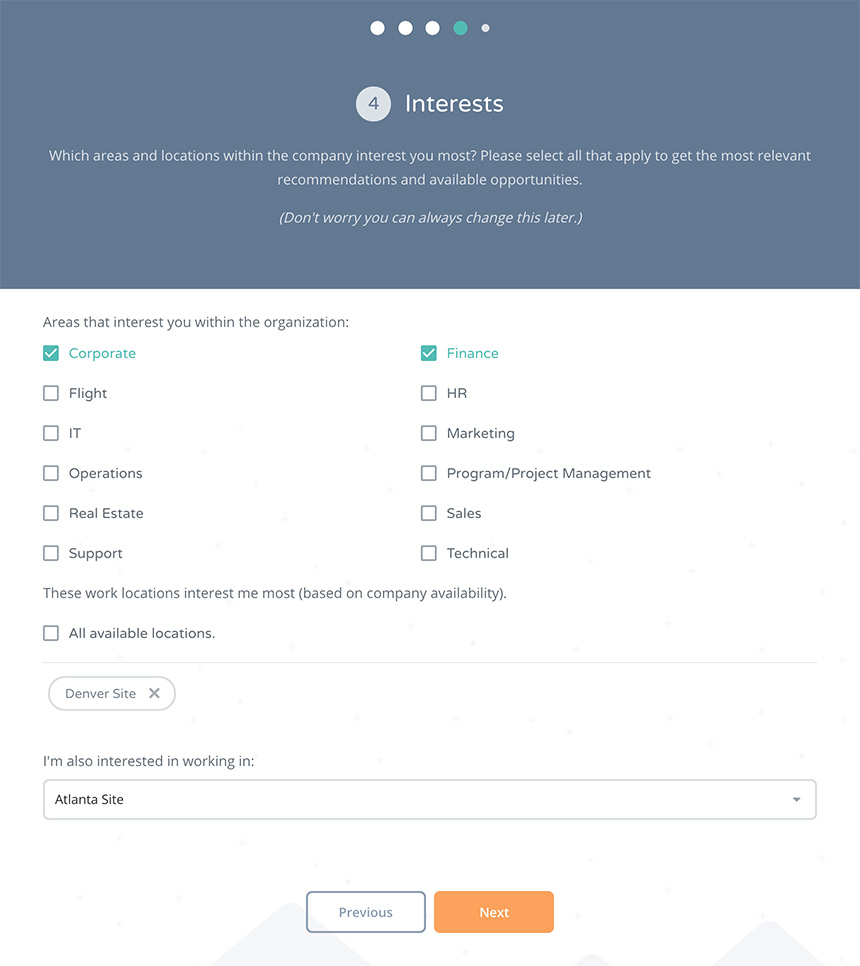 4 Interests
Which areas and locations within the company interest you most? Please select all that apply to get the most relevant
recommendations and available opportunities.
(Don't worry you can always change this later.)
Areas that interest you within the organization:
Corporate
Finance
Flight
HR
IT
Marketing
Operations
Program/Project Management
Real Estate
Sales
Support
Technical
These work locations interest me most (based on company availability).
All available locations.
Denver Site
I'm also interested in working in:
Atlanta Site
Previous
Next